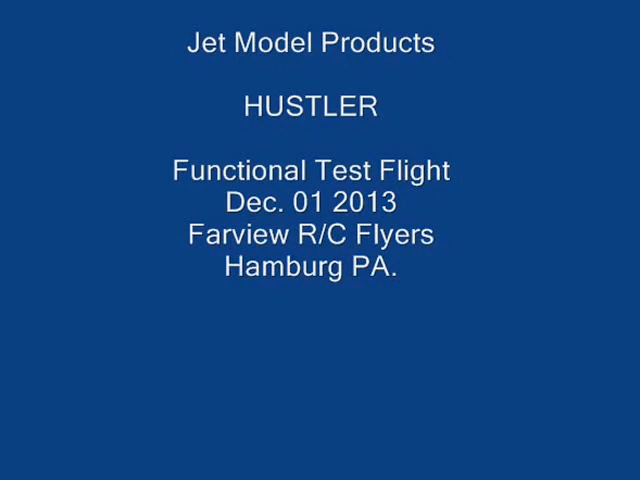 Jet Model Products
HUSTLER
Functional Test Flight
Dec. 01 2013
Farview R/C Flyers
Hamburg PA.